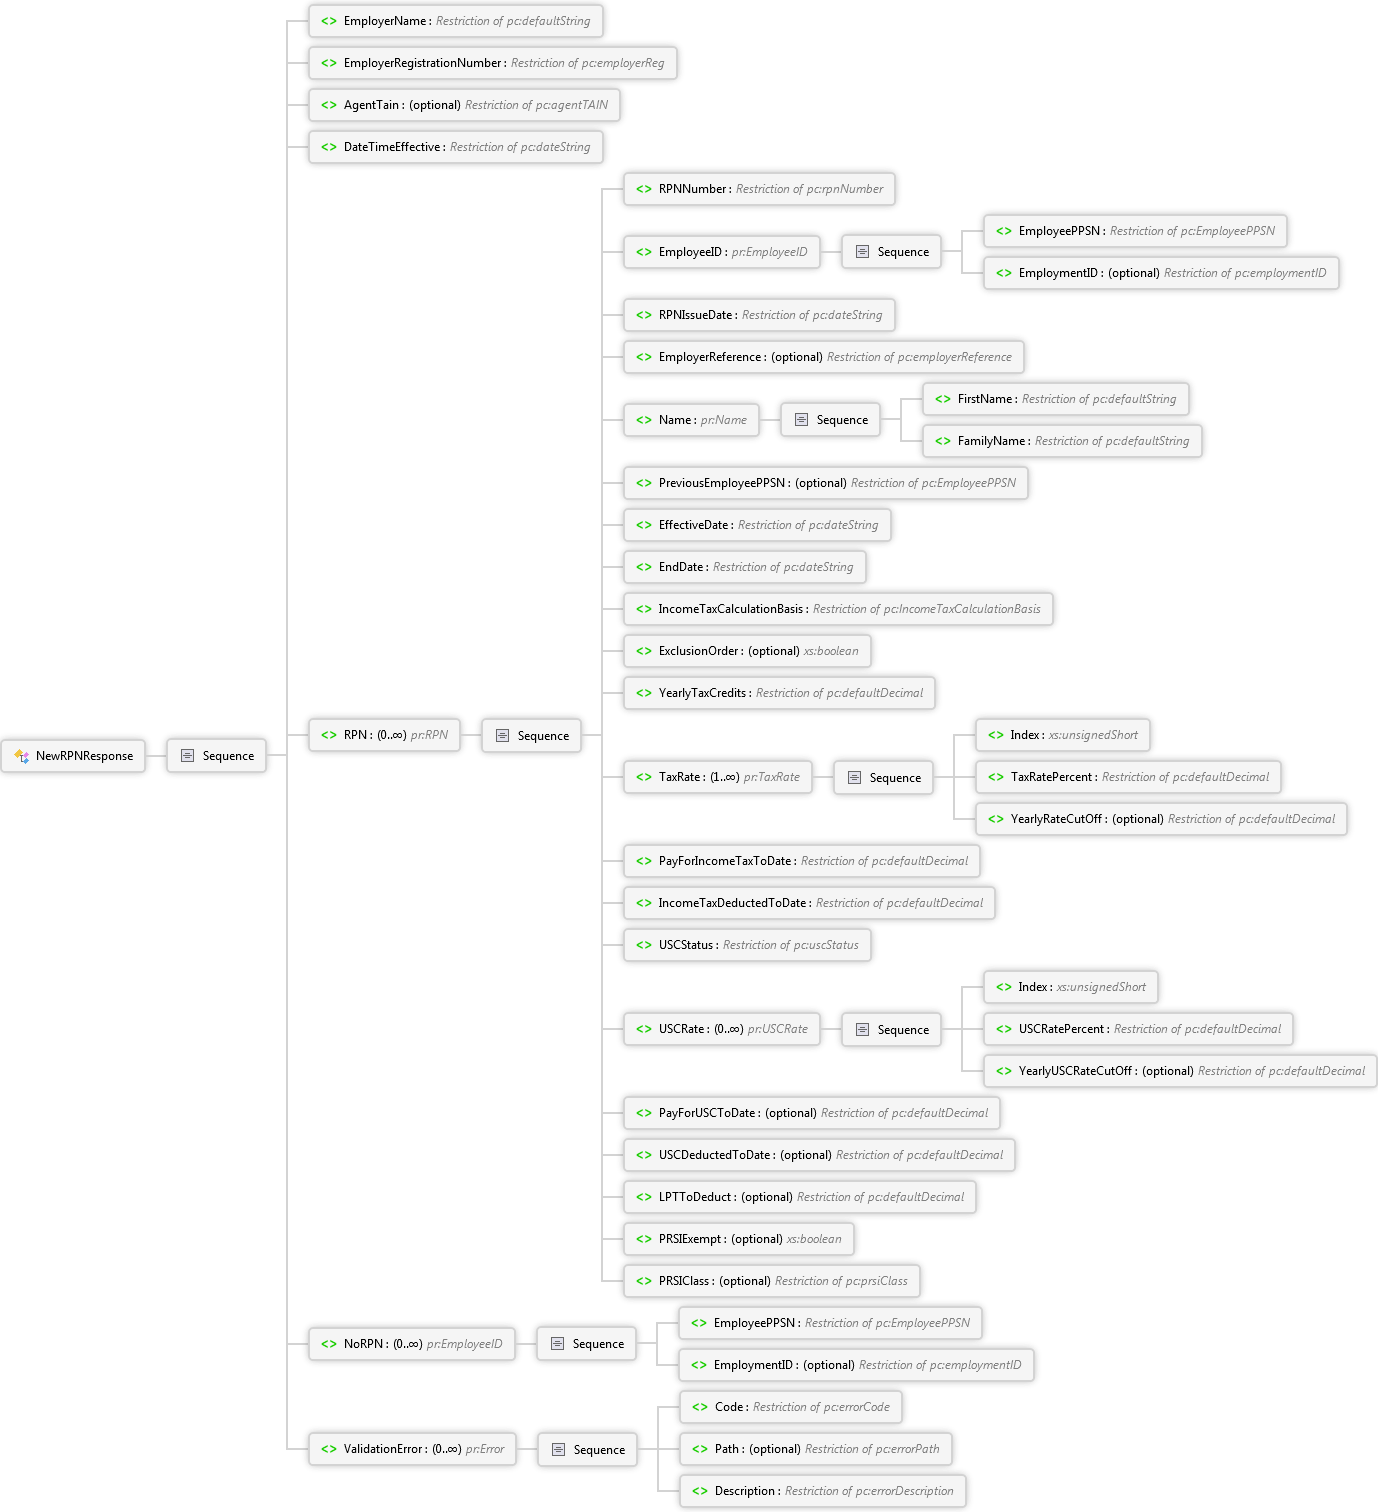 EmployerName : Restriction of pc:defaultString
EmployerRegistrationNumber : Restriction of pc:employerReg
AgentTain : (optional) Restriction of pc:agentTAIN
DateTimeEffective : Restriction of pc:dateString
RPNNumber : Restriction of pc:rpnNumber
EmployeeID : pr:EmployeeID
Sequence
EmployeePPSN : Restriction of pc:EmployeePPSN
EmploymentID : (optional) Restriction of pc:employmentID
RPNIssueDate : Restriction of pc:dateString
EmployerReference : (optional) Restriction of pc:employerReference
Name : pr:Name
Sequence
FirstName : Restriction of pc:defaultString
FamilyName : Restriction of pc:defaultString
PreviousEmployeePPSN : (optional) Restriction of pc:EmployeePPSN
EffectiveDate : Restriction of pc:dateString
EndDate : Restriction of pc:dateString
IncomeTaxCalculationBasis : Restriction of pc:IncomeTaxCalculationBasis
ExclusionOrder : (optional) xs:boolean
YearlyTaxCredits : Restriction of pc:defaultDecimal
NewRPNResponse
Sequence
RPN : (0..∞) pr:RPN
Sequence
TaxRate : (1..∞) pr:TaxRate
Sequence
Index : xs:unsignedShort
TaxRatePercent : Restriction of pc:defaultDecimal
YearlyRateCutOff : (optional) Restriction of pc:defaultDecimal
PayForIncomeTaxToDate : Restriction of pc:defaultDecimal
IncomeTaxDeductedToDate : Restriction of pc:defaultDecimal
USCStatus : Restriction of pc:uscStatus
USCRate : (0..∞) pr:USCRate
Sequence
Index : xs:unsignedShort
USCRatePercent : Restriction of pc:defaultDecimal
YearlyUSCRateCutOff : (optional) Restriction of pc:defaultDecimal
PayForUSCToDate : (optional) Restriction of pc:defaultDecimal
USCDeductedToDate : (optional) Restriction of pc:defaultDecimal
LPTToDeduct : (optional) Restriction of pc:defaultDecimal
PRSIExempt : (optional) xs:boolean
PRSIClass : (optional) Restriction of pc:prsiClass
NoRPN : (0..∞) pr:EmployeeID
Sequence
EmployeePPSN : Restriction of pc:EmployeePPSN
EmploymentID : (optional) Restriction of pc:employmentID
ValidationError : (0..∞) pr:Error
Sequence
Code : Restriction of pc:errorCode
Path : (optional) Restriction of pc:errorPath
Description : Restriction of pc:errorDescription